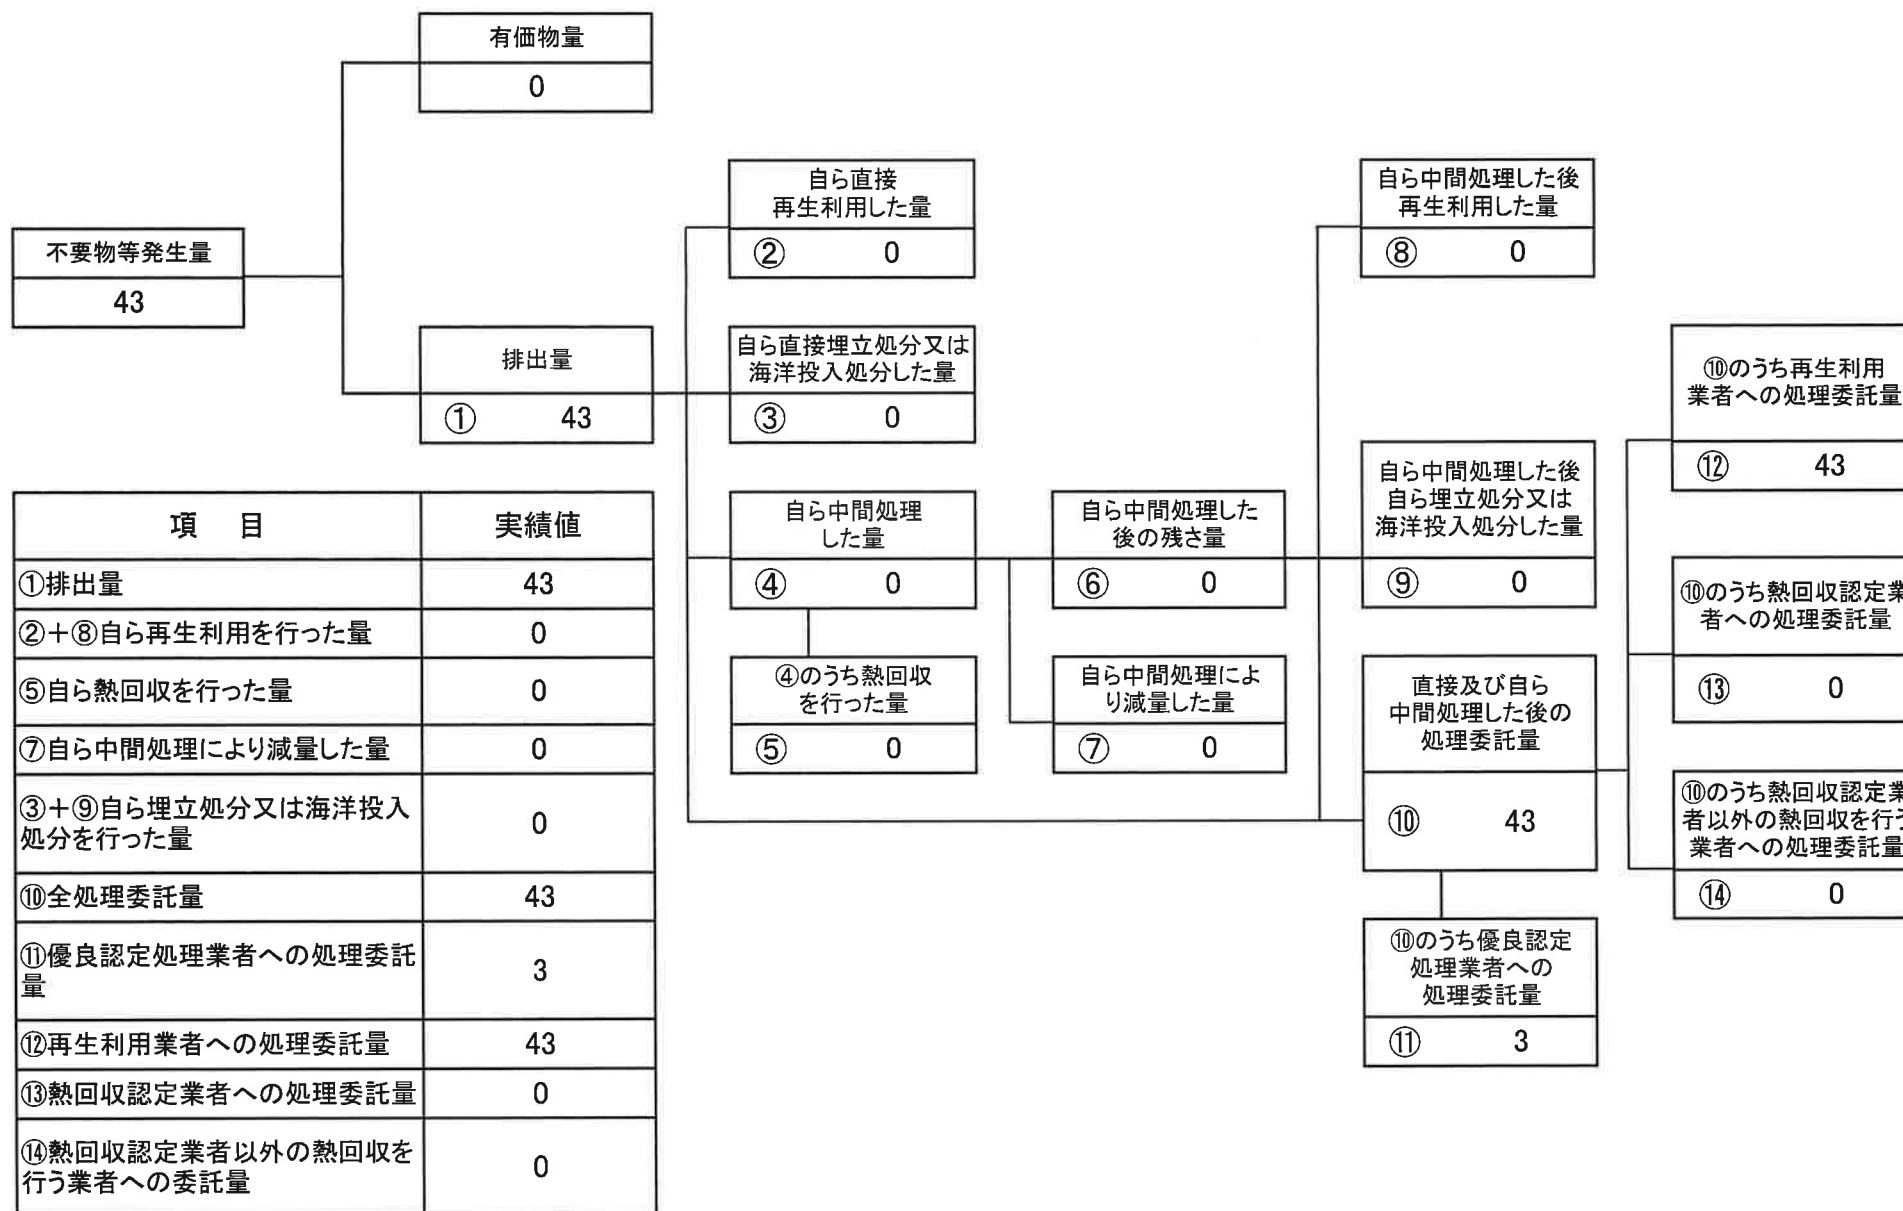 有価物量
0
不要物等発生量
43
排出量
① 43
自ら直接
再生利用した量
② 0
自ら直接埋立処分又は
海洋投入処分した量
③ 0
自ら中間処理
した量
④ 0
④のうち熱回収
を行った量
⑤ 0
自ら中間処理した
後の残さ量
⑥ 0
自ら中間処理によ
り減量した量
⑦ 0
自ら中間処理した後
再生利用した量
⑧ 0
自ら中間処理した後
自ら埋立処分又は
海洋投入処分した量
⑨ 0
直接及び自ら
中間処理した後の
処理委託量
⑩ 43
⑩のうち優良認定
処理業者への
処理委託量
⑪ 3
⑩のうち再生利用
業者への処理委託量
⑫ 43
⑩のうち熱回収認定業
者への処理委託量
⑬ 0
⑩のうち熱回収認定業
者以外の熱回収を行う
業者への処理委託量
⑭ 0
項 目 実績値
①排出量 43
②+⑧自ら再生利用を行った量 0
⑤自ら熱回収を行った量 0
⑦自ら中間処理により減量した量 0
③+⑨自ら埋立処分又は海洋投入
処分を行った量 0
⑩全処理委託量 43
⑪優良認定処理業者への処理委託
量 3
⑫再生利用業者への処理委託量 43
⑬熱回収認定業者への処理委託量 0
⑭熱回収認定業者以外の熱回収を
行う業者への委託量 0